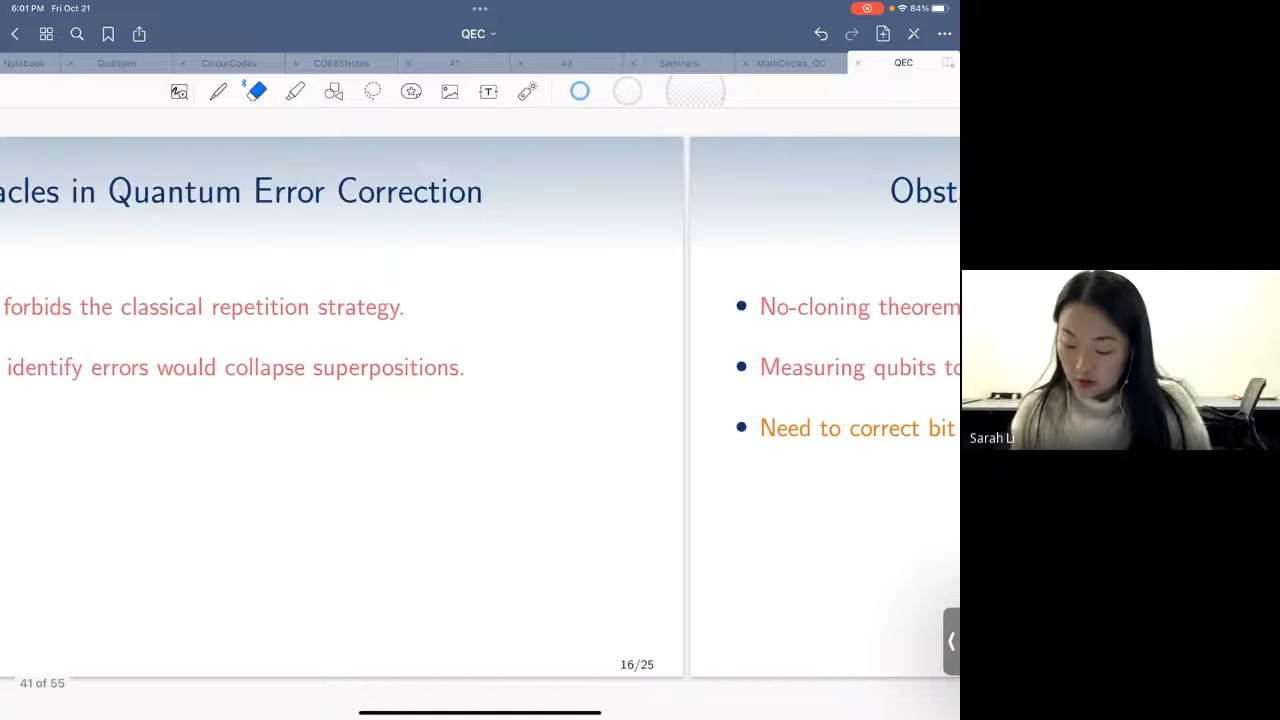 6:01 PM Fri Oct 21
84%
QEC
Notebook
Quditgen
ColourCodes
CO685Notes
A1
A2
Seminars
MathCircles_QC
QEC
acles in Quantum Error Correction
Obst
forbids the classical repetition strategy.
identify errors would collapse superpositions.
No-cloning theorem
Measuring qubits to
Need to correct bit
16/25
41 of 55
Sarah Li